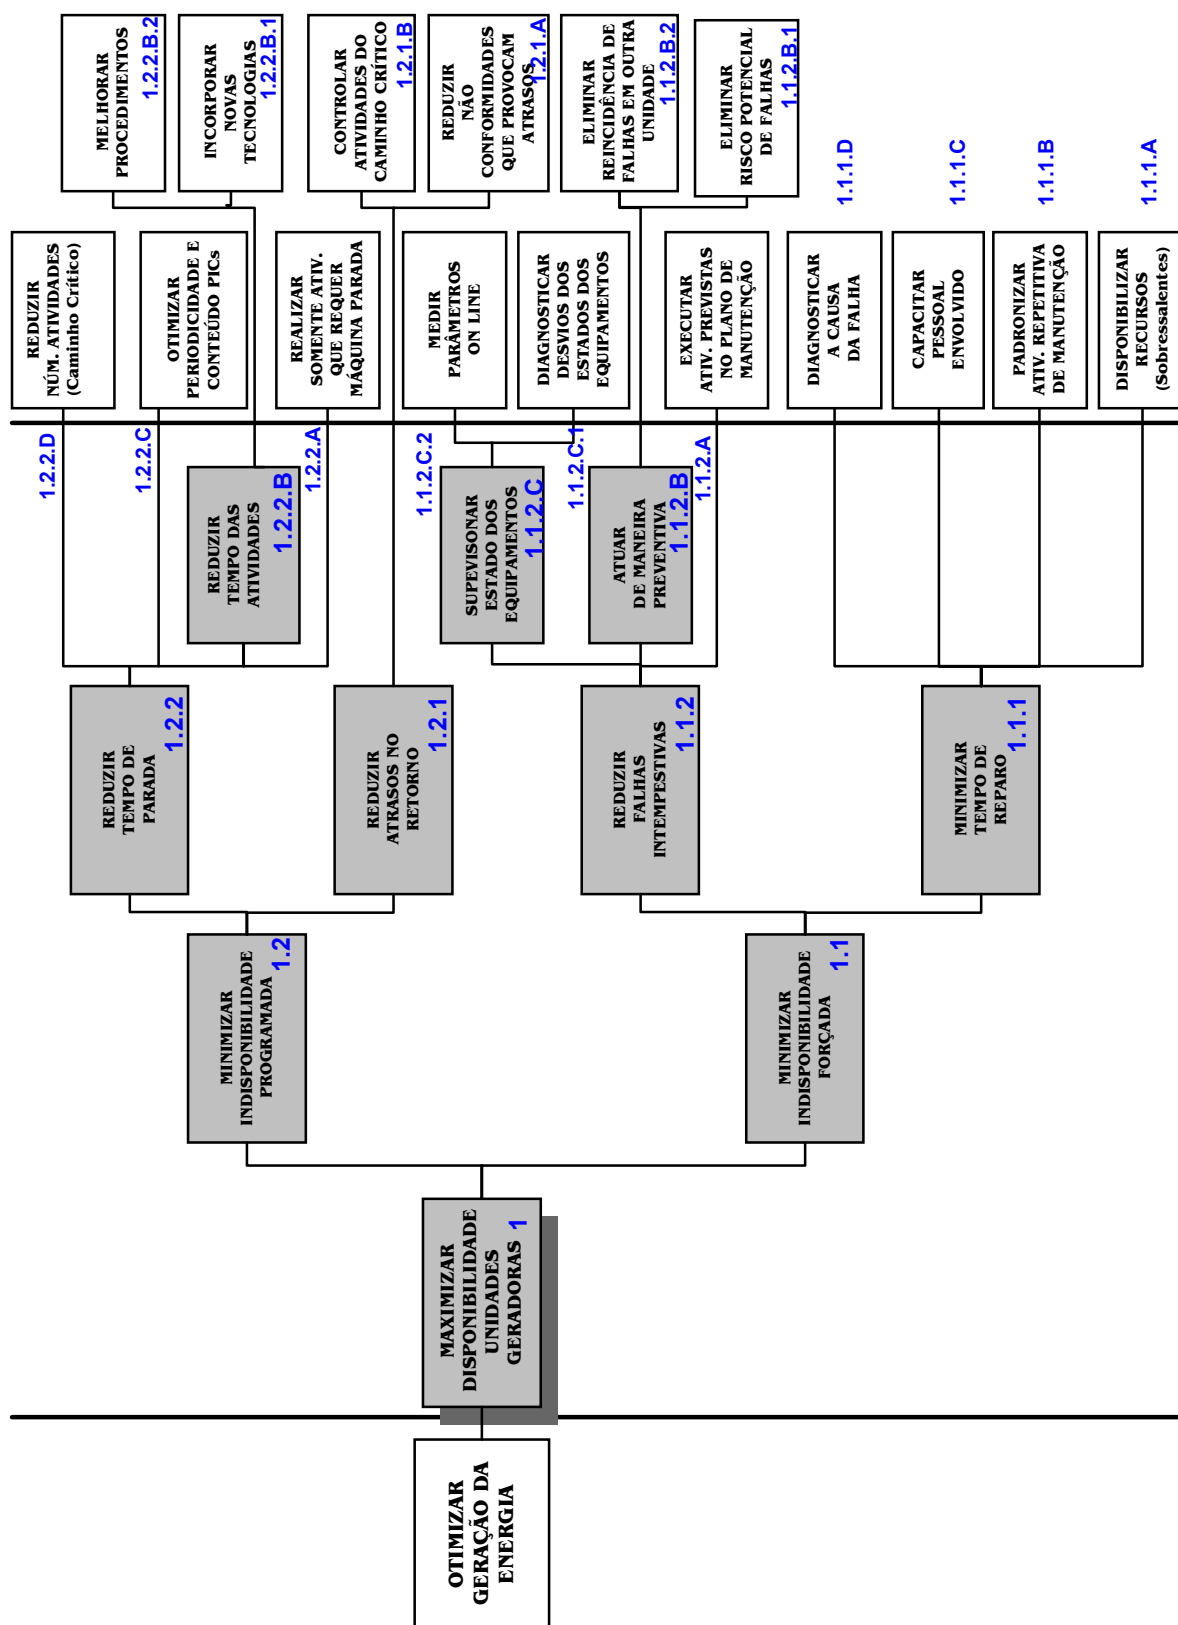 OTIMIZAR
GERAÇÃO DA
ENERGIA
MAXIMIZAR
DISPONIBILIDADE
UNIDADES
GERADORAS 1
MINIMIZAR
INDISPONIBILIDADE
PROGRAMADA
1.2
MINIMIZAR
INDISPONIBILIDADE
FORÇADA
1.1
REDUZIR
TEMPO DE
PARADA
1.2.2
REDUZIR
ATRASOS NO
RETORNO
1.2.1
REDUZIR
FALHAS
INTEMPESTIVAS
1.1.2
MINIMIZAR
TEMPO DE
REPARO
1.1.1
REDUZIR
TEMPO DAS
ATIVIDADES
1.2.2.B
SUPEVISONAR
ESTADO DOS
EQUIPAMENTOS
1.1.2.C
ATUAR
DE MANEIRA
PREVENTIVA
1.1.2.B
1.2.2.D
1.2.2.C
1.2.2.A
1.1.2.C.2
1.1.2.C.1
1.1.2.A
REDUZIR
NÚM. ATIVIDADES
(Caminho Crítico)
OTIMIZAR
PERIODICIDADE E
CONTEÚDO PICs
REALIZAR
SOMENTE ATIV.
QUE REQUER
MÁQUINA PARADA
MEDIR
PARÂMETROS
ON LINE
DIAGNOSTICAR
DESVIOS DOS
ESTADOS DOS
EQUIPAMENTOS
EXECUTAR
ATIV. PREVISTAS
NO PLANO DE
MANUTENÇÃO
DIAGNOSTICAR
A CAUSA
DA FALHA
1.1.1.D
CAPACITAR
PESSOAL
ENVOLVIDO
1.1.1.C
PADRONIZAR
ATIV. REPETITIVA
DE MANUTENÇÃO
1.1.1.B
DISPONIBILIZAR
RECURSOS
(Sobressalentes)
1.1.1.A
MELHORAR
PROCEDIMENTOS
1.2.2.B.2
INCORPORAR
NOVAS
TECNOLOGIAS
1.2.2.B.1
CONTROLAR
ATIVIDADES DO
CAMINHO CRÍTICO
1.2.1.B
REDUZIR
NÃO
CONFORMIDADES
QUE PROVOCAM
ATRASOS
1.2.1.A
ELIMINAR
REINCIDÊNCIA DE
FALHAS EM OUTRA
UNIDADE
1.1.2.B.2
ELIMINAR
RISCO POTENCIAL
DE FALHAS
1.1.2.B.1